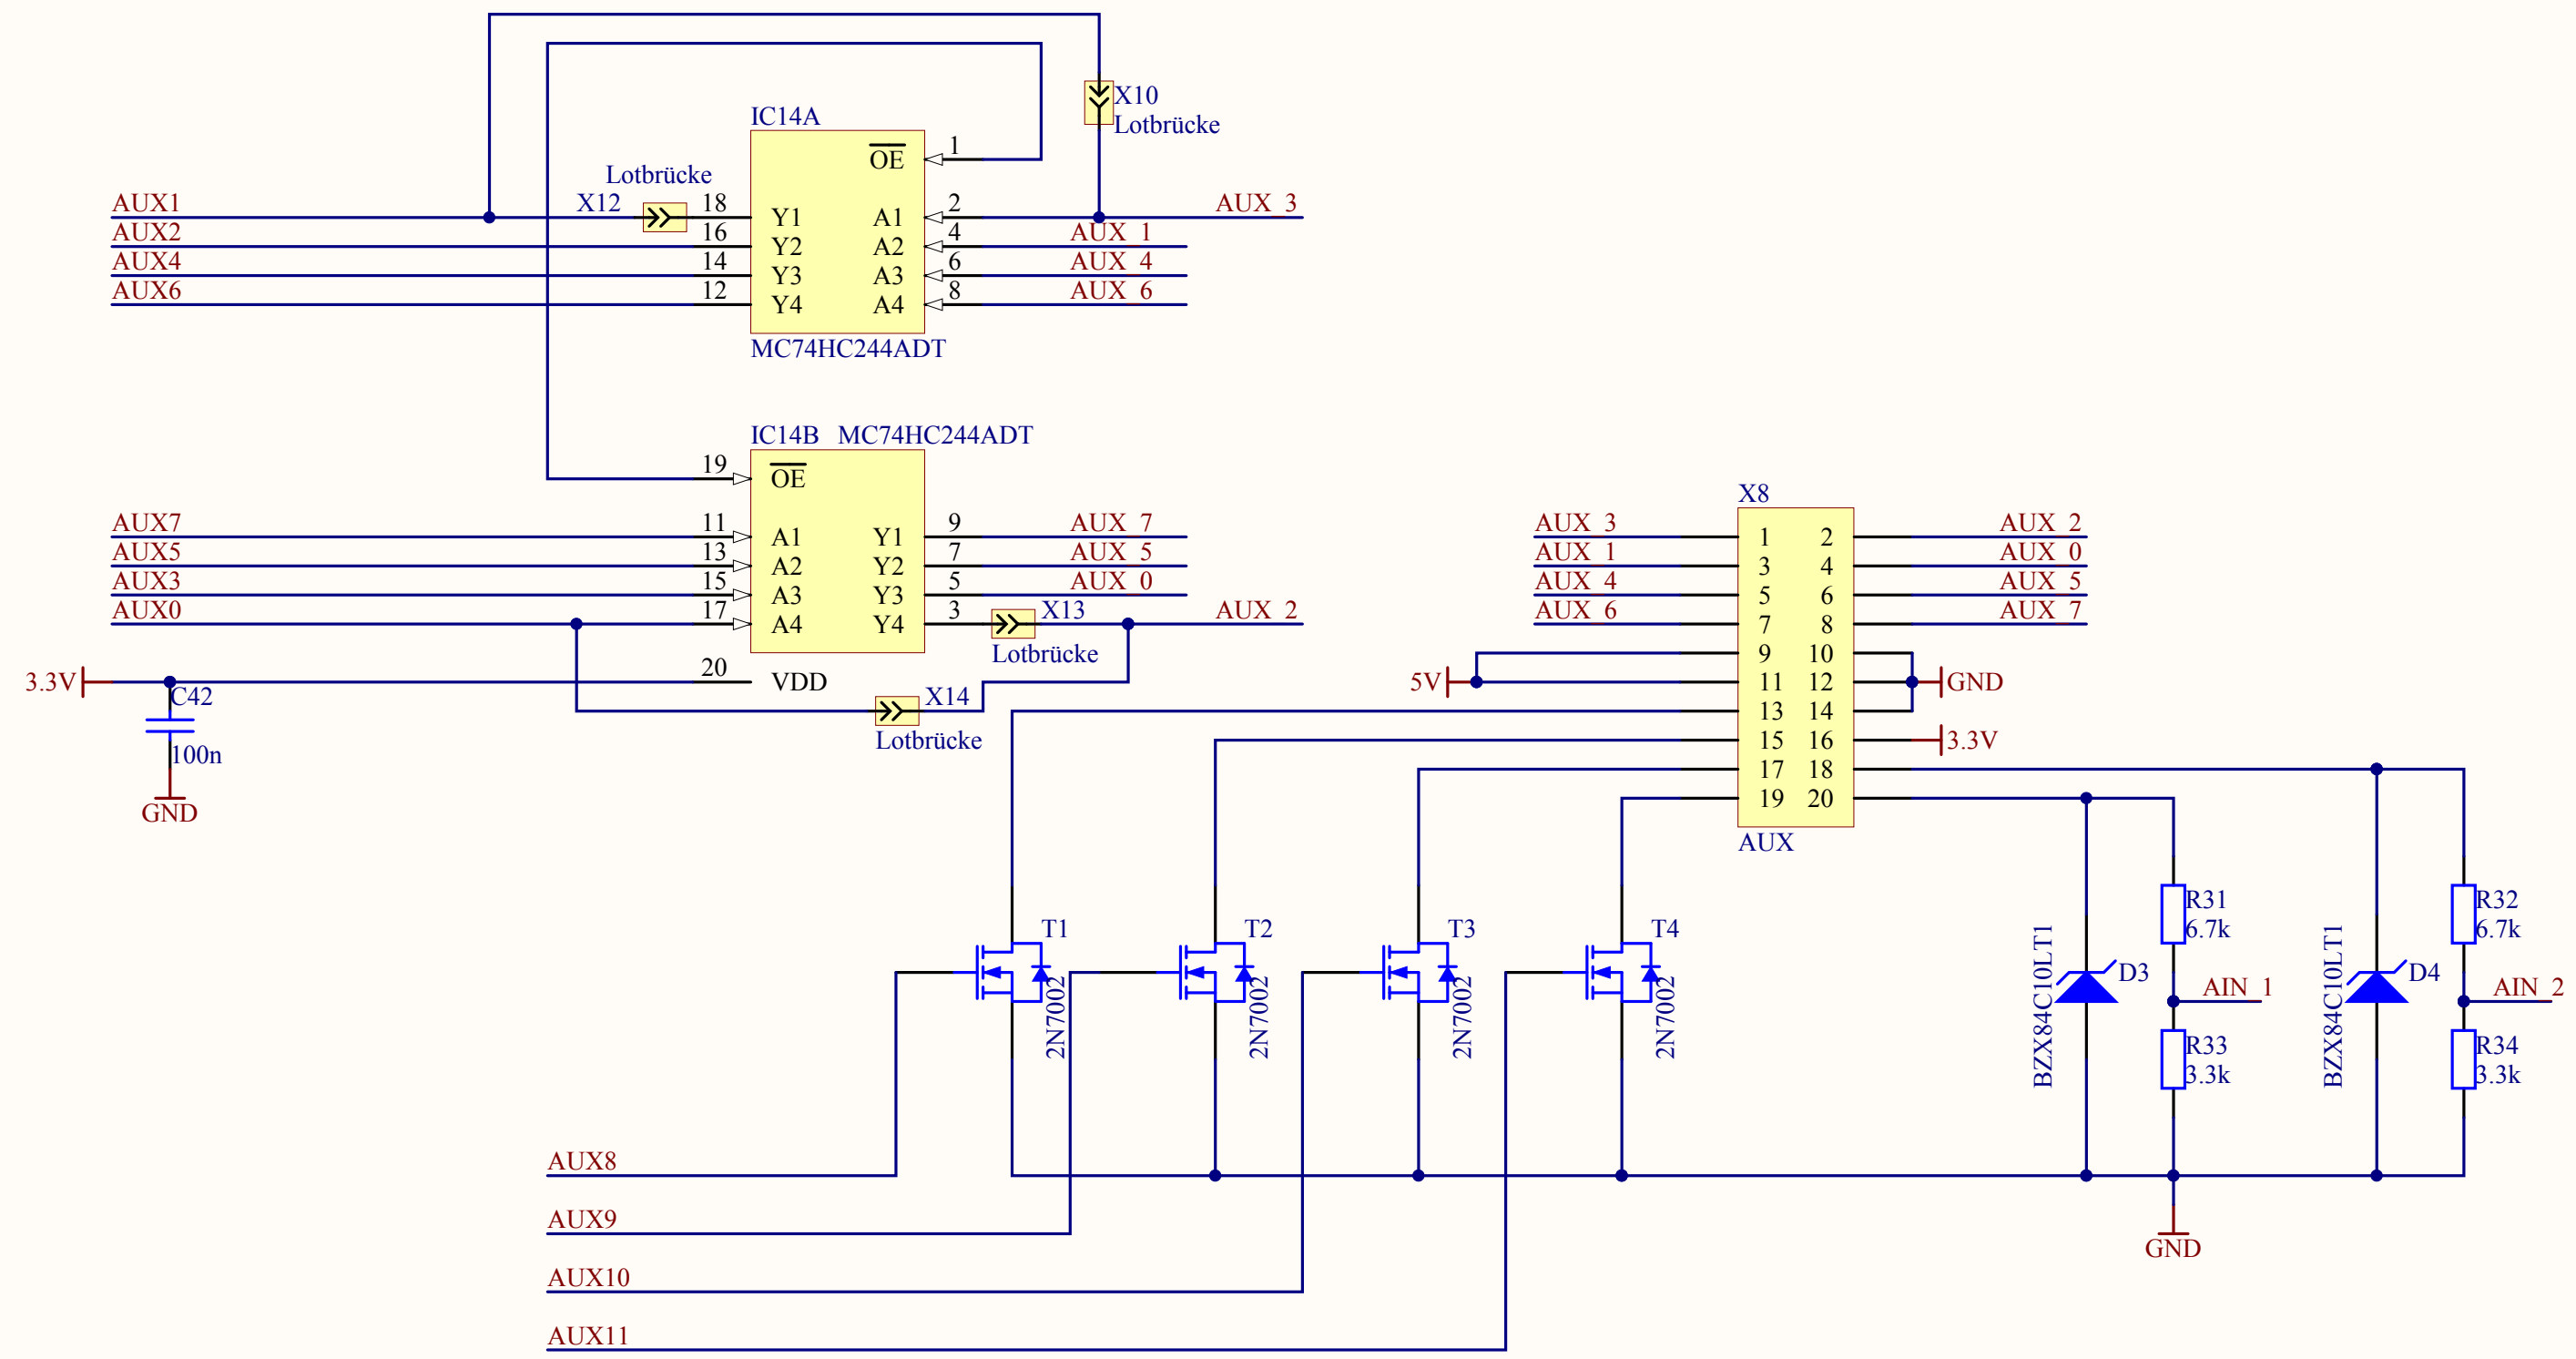 X10
Lotbrücke
IC14A
OE
1
Lotbrücke
X12
AUX1
18
Y1
A1
2
AUX_3
AUX2
16
Y2
A2
4
AUX_1
AUX4
14
Y3
A3
6
AUX_4
AUX6
12
Y4
A4
8
AUX_6
MC74HC244ADT
IC14B MC74HC244ADT
19
OE
AUX7
11
A1
Y1
9
AUX_7
AUX5
13
A2
Y2
7
AUX_5
AUX3
15
A3
Y3
5
AUX_0
AUX0
17
A4
Y4
3
X13
AUX_2
Lotbrücke
3.3V
20
VDD
C42
100n
GND
X14
Lotbrücke
X8
AUX_3
1
2
AUX_2
AUX_1
3
4
AUX_0
AUX_4
5
6
AUX_5
AUX_6
7
8
AUX_7
9
10
5V
11
12
GND
13
14
15
16
3.3V
17
18
19
20
AUX
T1
2N7002
T2
2N7002
T3
2N7002
T4
2N7002
BZX84C10LT1
D3
R31
6.7k
AIN_1
R33
3.3k
BZX84C10LT1
D4
R32
6.7k
AIN_2
R34
3.3k
AUX8
AUX9
AUX10
AUX11
GND